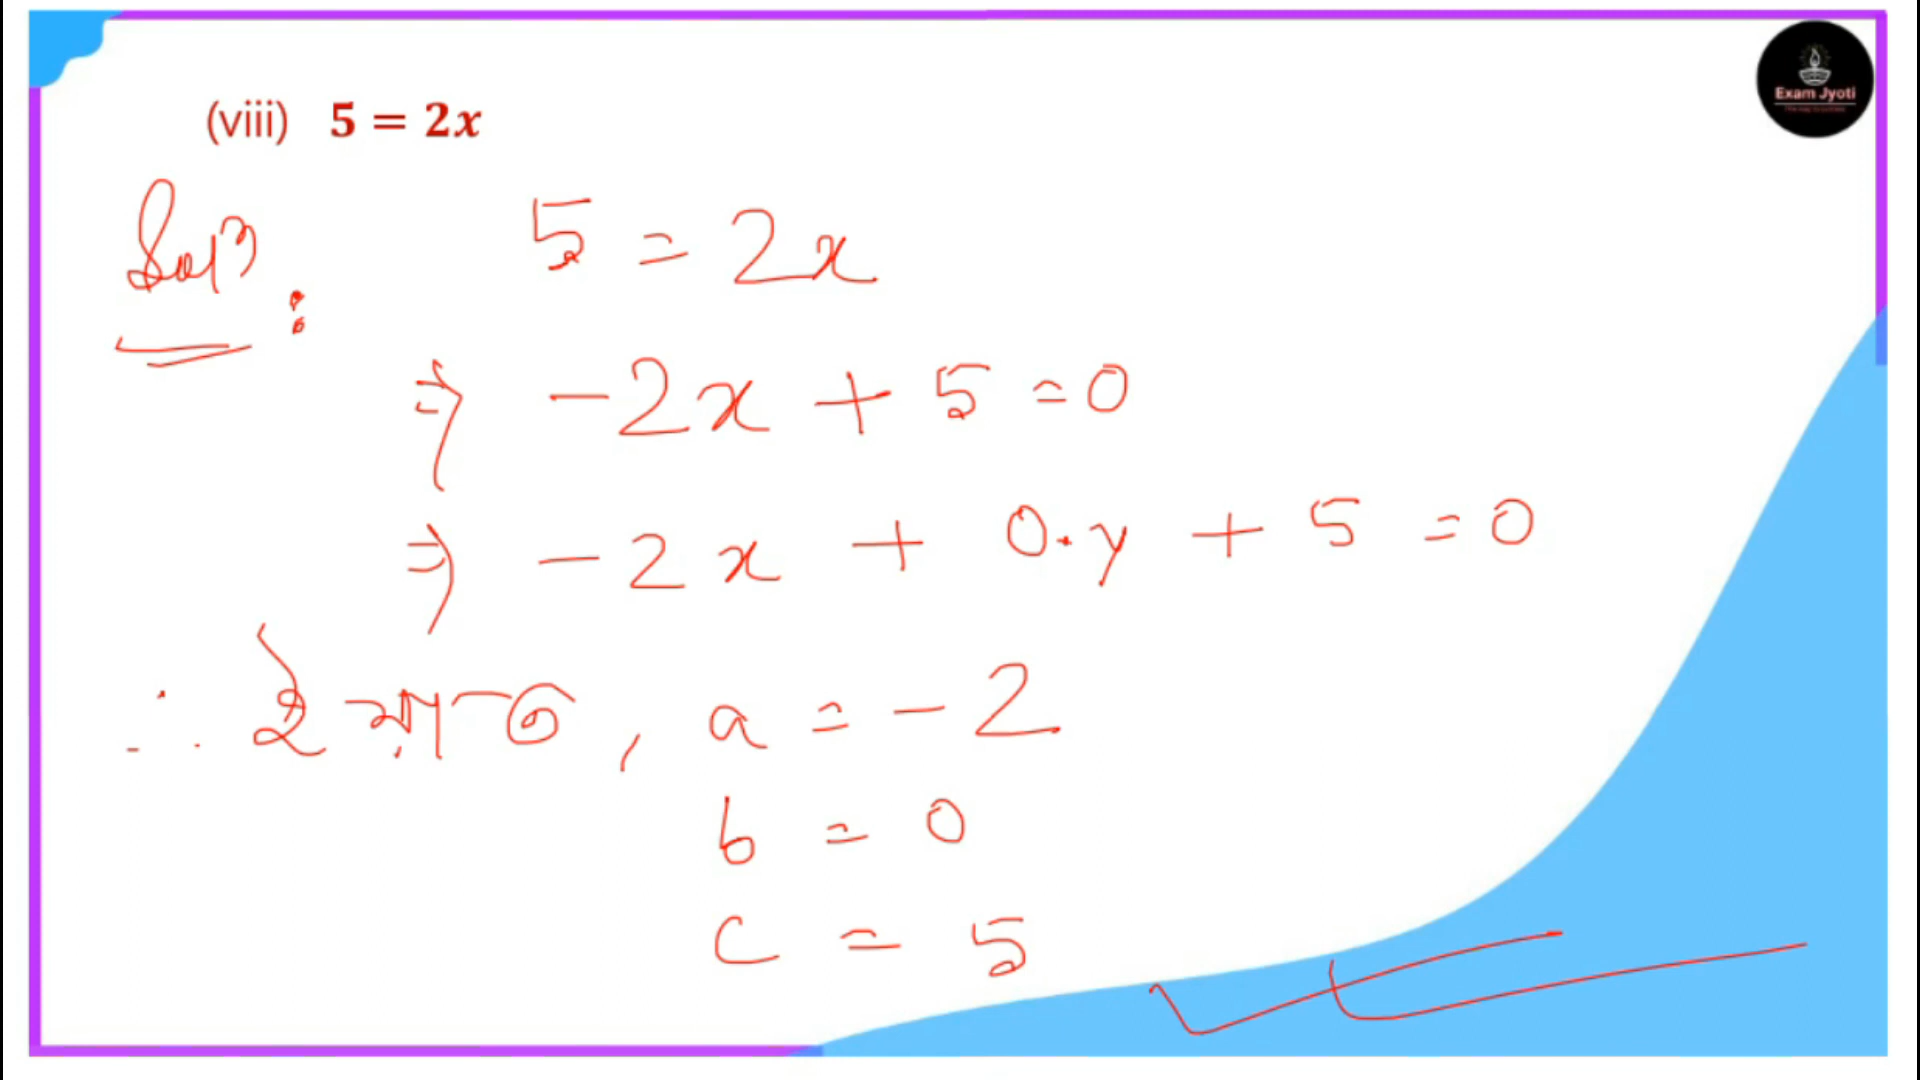 Exam Jyoti
(viii) 5 = 2x
Solⁿ :
5 = 2x
⇒ -2x + 5 = 0
⇒ -2x + 0.y + 5 = 0
∴ ইয়াত, a = -2
b = 0
c = 5